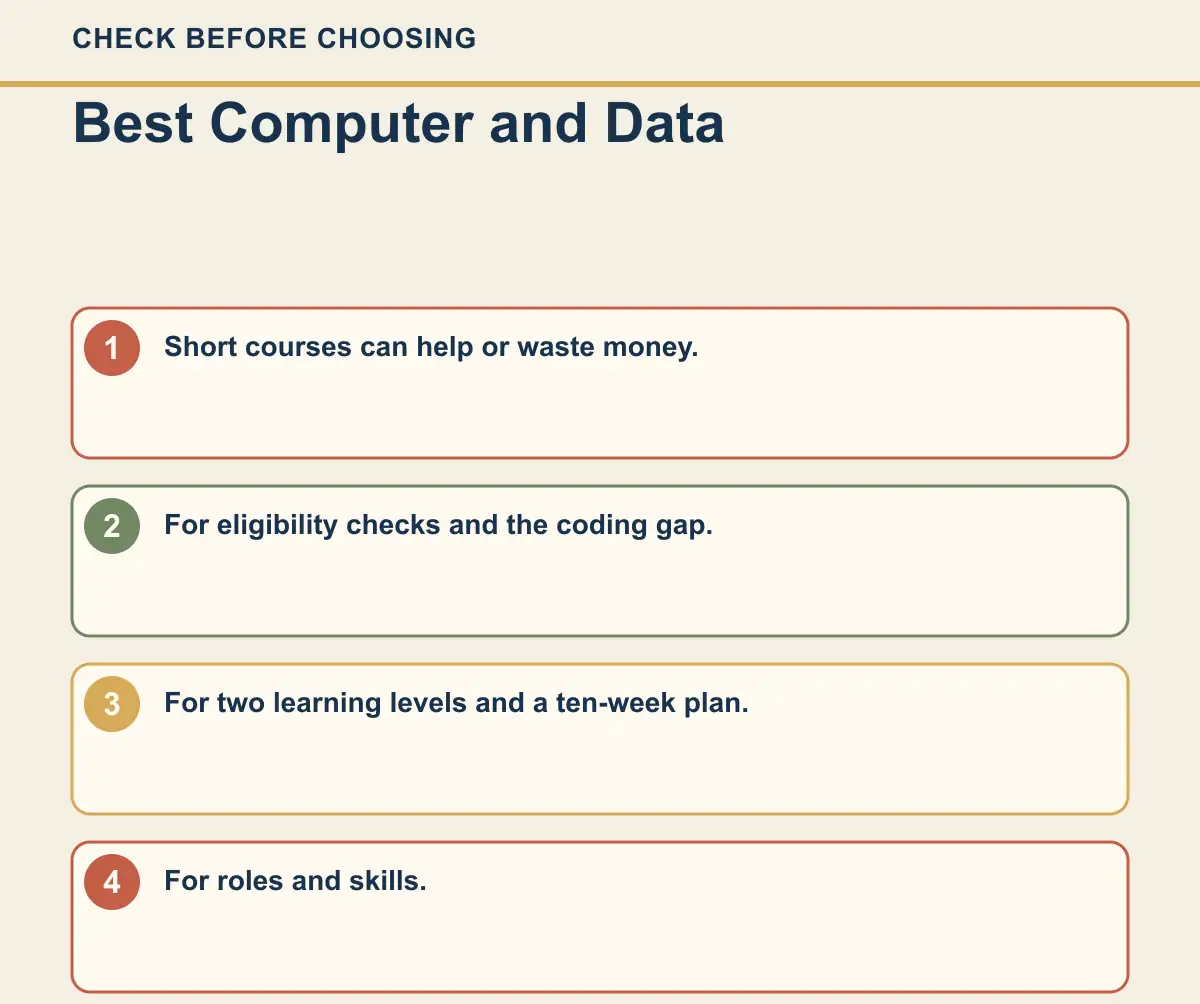 CHECK BEFORE CHOOSING
Best Computer and Data
1 Short courses can help or waste money.
2 For eligibility checks and the coding gap.
3 For two learning levels and a ten-week plan.
4 For roles and skills.